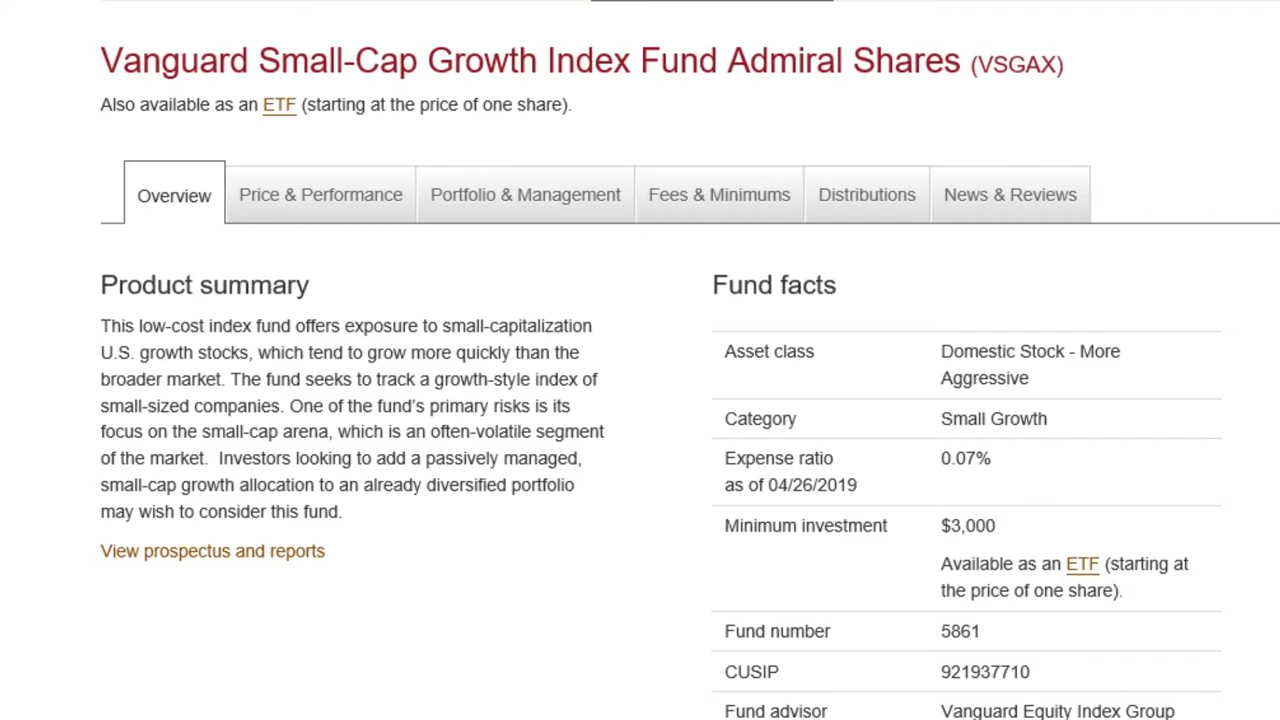 Vanguard Small-Cap Growth Index Fund Admiral Shares (VSGAX)
Also available as an ETF (starting at the price of one share).
Overview Price & Performance Portfolio & Management Fees & Minimums Distributions News & Reviews
Product summary
This low-cost index fund offers exposure to small-capitalization
U.S. growth stocks, which tend to grow more quickly than the
broader market. The fund seeks to track a growth-style index of
small-sized companies. One of the fund's primary risks is its
focus on the small-cap arena, which is an often-volatile segment
of the market.  Investors looking to add a passively managed,
small-cap growth allocation to an already diversified portfolio
may wish to consider this fund.
View prospectus and reports
Fund facts
Asset class Domestic Stock - More
Aggressive
Category Small Growth
Expense ratio 0.07%
as of 04/26/2019
Minimum investment $3,000
Available as an ETF (starting at
the price of one share).
Fund number 5861
CUSIP 921937710
Fund advisor Vanguard Equity Index Group